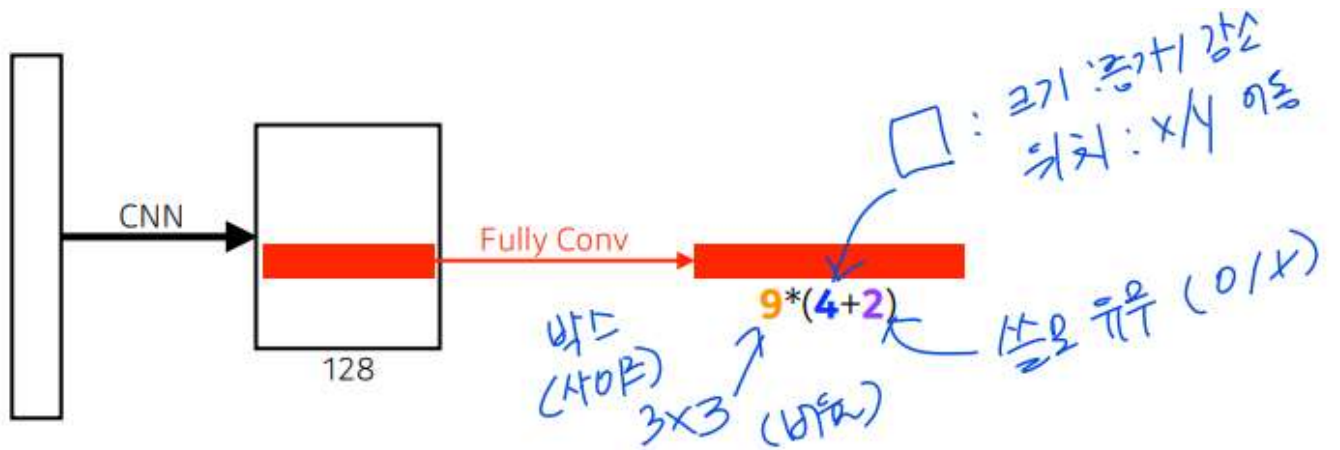 □ : 크기 : 증가/감소
위치 : x/y 이동
CNN
Fully Conv
9*(4+2)
쓸모 유무 (O/X)
128
박스
(사이즈)
3×3
(비율)